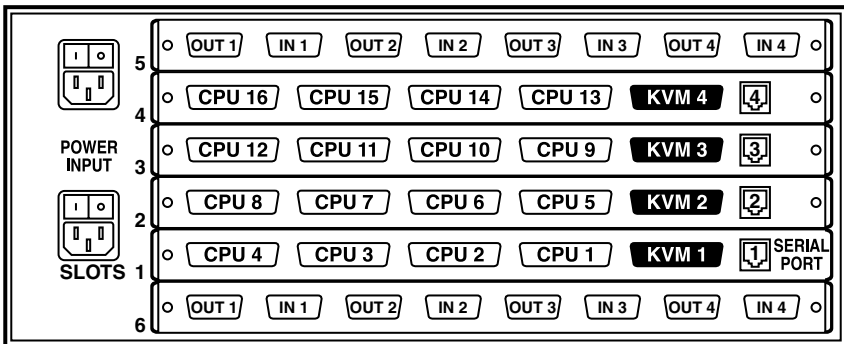 5 OUT 1 IN 1 OUT 2 IN 2 OUT 3 IN 3 OUT 4 IN 4
4 CPU 16 CPU 15 CPU 14 CPU 13 KVM 4 4
POWER
INPUT
3 CPU 12 CPU 11 CPU 10 CPU 9 KVM 3 3
2 CPU 8 CPU 7 CPU 6 CPU 5 KVM 2 2
SLOTS 1 CPU 4 CPU 3 CPU 2 CPU 1 KVM 1 1 SERIAL
PORT
6 OUT 1 IN 1 OUT 2 IN 2 OUT 3 IN 3 OUT 4 IN 4